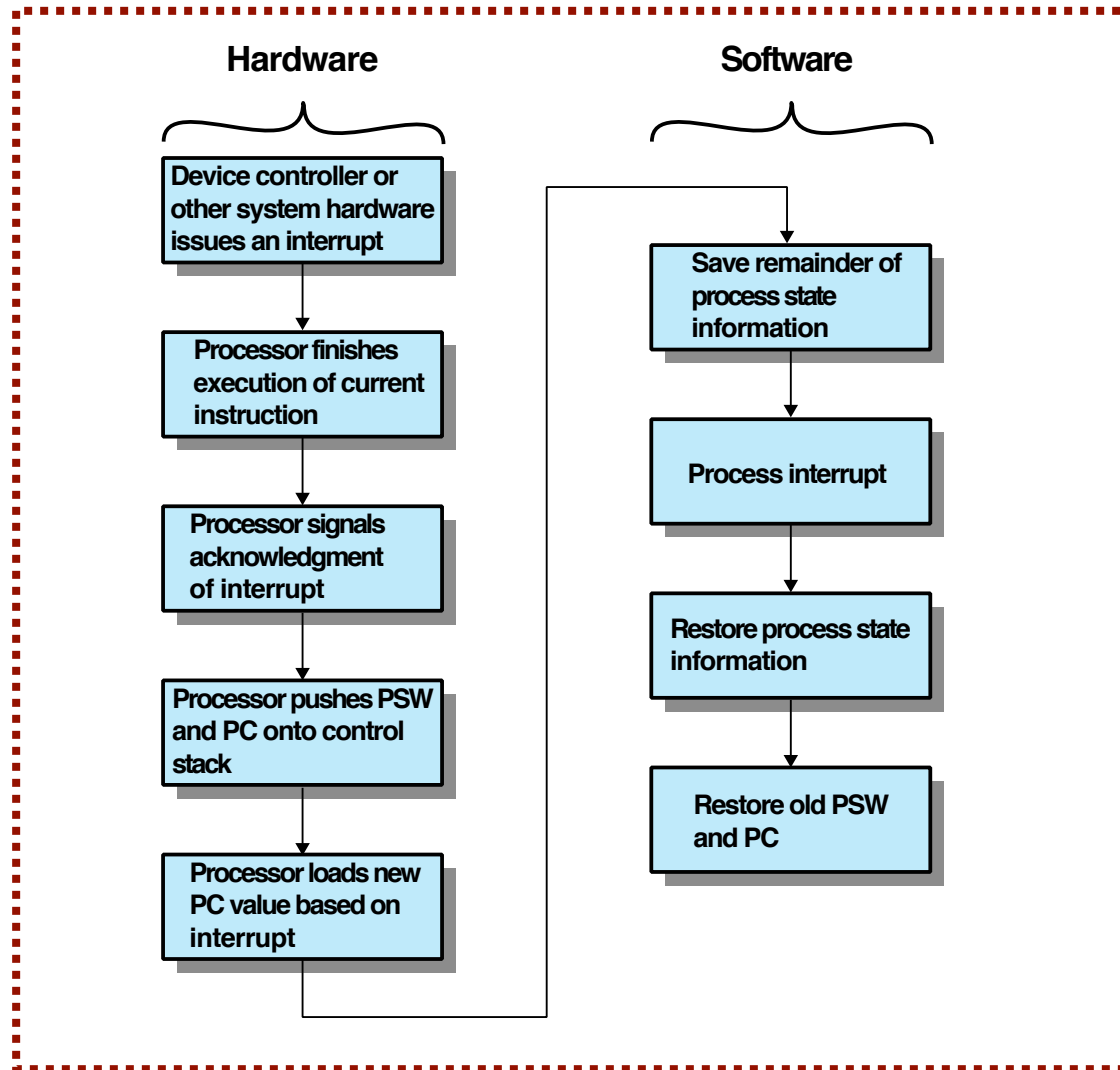 Hardware
Device controller or
other system hardware
issues an interrupt
Processor finishes
execution of current
instruction
Processor signals
acknowledgment
of interrupt
Processor pushes PSW
and PC onto control
stack
Processor loads new
PC value based on
interrupt
Software
Save remainder of
process state
information
Process interrupt
Restore process state
information
Restore old PSW
and PC